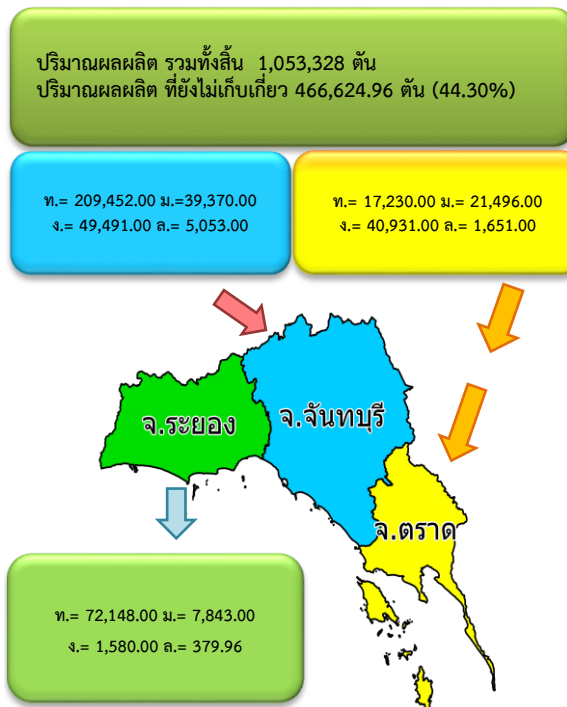 ปริมาณผลผลิต รวมทั้งสิ้น 1,053,328 ตัน
ปริมาณผลผลิต ที่ยังไม่เก็บเกี่ยว 466,624.96 ตัน (44.30%)
ท.= 209,452.00 ม.=39,370.00
ง.= 49,491.00 ล.= 5,053.00
ท.= 17,230.00 ม.= 21,496.00
ง.= 40,931.00 ล.= 1,651.00
จ.ระยอง
จ.จันทบุรี
จ.ตราด
ท.= 72,148.00 ม.= 7,843.00
ง.= 1,580.00 ล.= 379.96